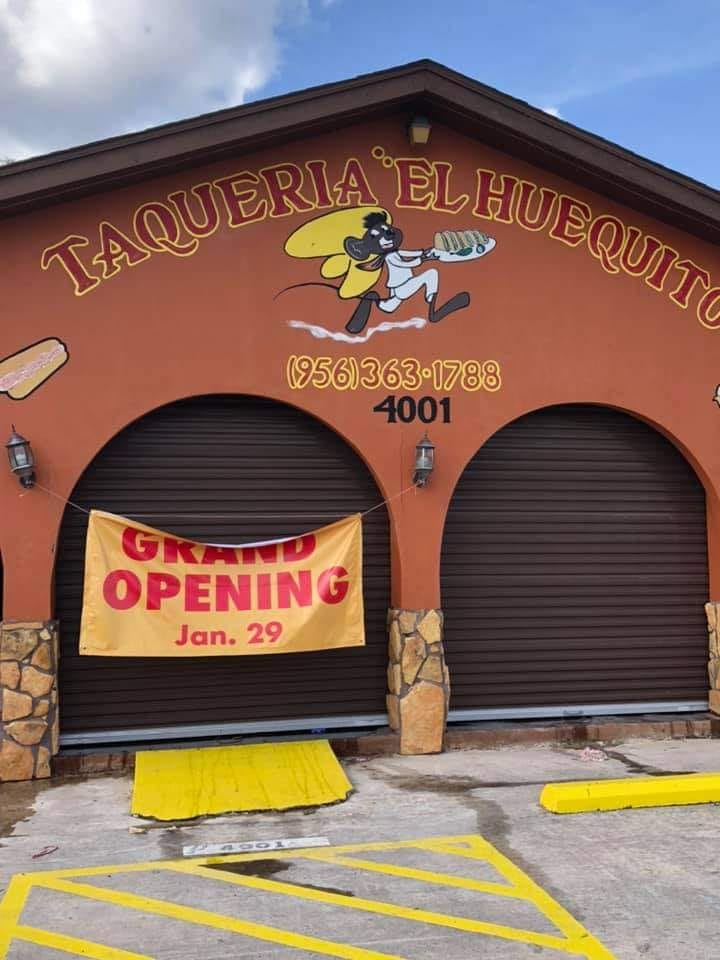 TAQUERIA "EL HUEQUITO
(956)363-1788
4001
GRAND
OPENING
Jan. 29
4001